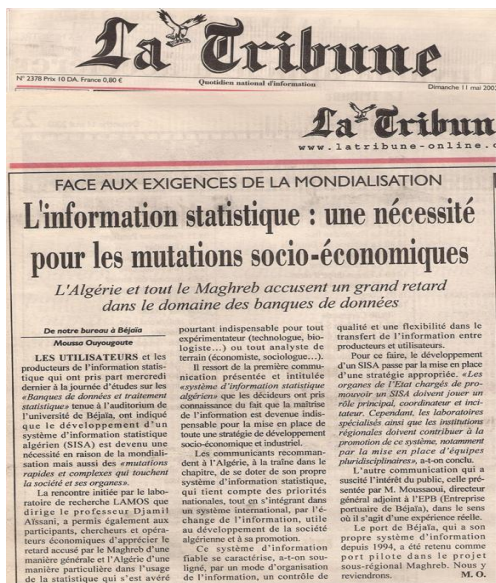 La Tribune
N° 2378 Prix 10 DA. France 0,80 €
Quotidien national d'information
Dimanche 11 mai 200
La Tribun
www.latribune-online.c
FACE AUX EXIGENCES DE LA MONDIALISATION
L'information statistique : une nécessité
pour les mutations socio-économiques
L'Algérie et tout le Maghreb accusent un grand retard
dans le domaine des banques de données
De notre bureau à Béjaïa
Moussa Ouyougoute
LES UTILISATEURS et les
producteurs de l'information statis-
tique qui ont pris part mercredi
dernier à la journée d'études sur les
«Banques de données et traitement
statistique» tenue à l'auditorium de
l'université de Béjaïa, ont indiqué
que le développement d'un
système d'information statistique
algérien (SISA) est devenu une
nécessité en raison de la mondiali-
sation mais aussi des «mutations
rapides et complexes qui touchent
la société et ses organes».
La rencontre initiée par le labo-
ratoire de recherche LAMOS que
dirige le professeur Djamil
Aïssani, a permis également aux
participants, chercheurs et opéra-
teurs économiques d'apprécier le
retard accusé par le Maghreb d'une
manière générale et l'Algérie d'une
manière particulière dans l'usage
de la statistique qui s'est avéré
pourtant indispensable pour tout
expérimentateur (technologue, bio-
logiste…) ou tout analyste de
terrain (économiste, sociologue…).
Il ressort de la première commu-
nication présentée et intitulée
«système d'information statistique
algérien» que les décideurs ont pris
connaissance du fait que la maîtrise
de l'information est devenue indis-
pensable pour la mise en place de
toute une stratégie de développement
socio-économique et industriel.
Les communicants recomman-
dent à l'Algérie, à la traîne dans le
chapitre, de se doter de son propre
système d'information statistique,
qui tient compte des priorités
nationales, tout en s'intégrant dans
un système international, par l'é-
change de l'information, utile
au développement de la société
algérienne et à sa promotion.
Ce système d'information
fiable se caractérise, a-t-on sou-
ligné, par un mode d'organisation
de l'information, un contrôle de
qualité et une flexibilité dans le
transfert de l'information entre
producteurs et utilisateurs.
Pour ce faire, le développement
d'un SISA passe par la mise en place
d'une stratégie appropriée. «Les
organes de l'Etat chargés de pro-
mouvoir un SISA doivent jouer un
rôle principal, cordinateur et inci-
tateur. Cependant, les laboratoires
spécialisés ainsi que les institutions
régionales doivent contribuer à la
promotion de ce système, notamment
par la mise en place d'équipes
pluridisciplinaires», a-t-on conclu.
L'autre communication qui a
suscité l'intérêt du public, celle pré-
sentée par M. Moussaoui, directeur
général adjoint à l'EPB (Entreprise
portuaire de Béjaïa), dans le sens
où il s'agit d'une expérience réelle.
Le port de Béjaïa, qui a son
propre système d'information
depuis 1994, a été retenu comme
port pilote dans le projet
sous-régional Maghreb. Nous y
reviendrons. M. O.